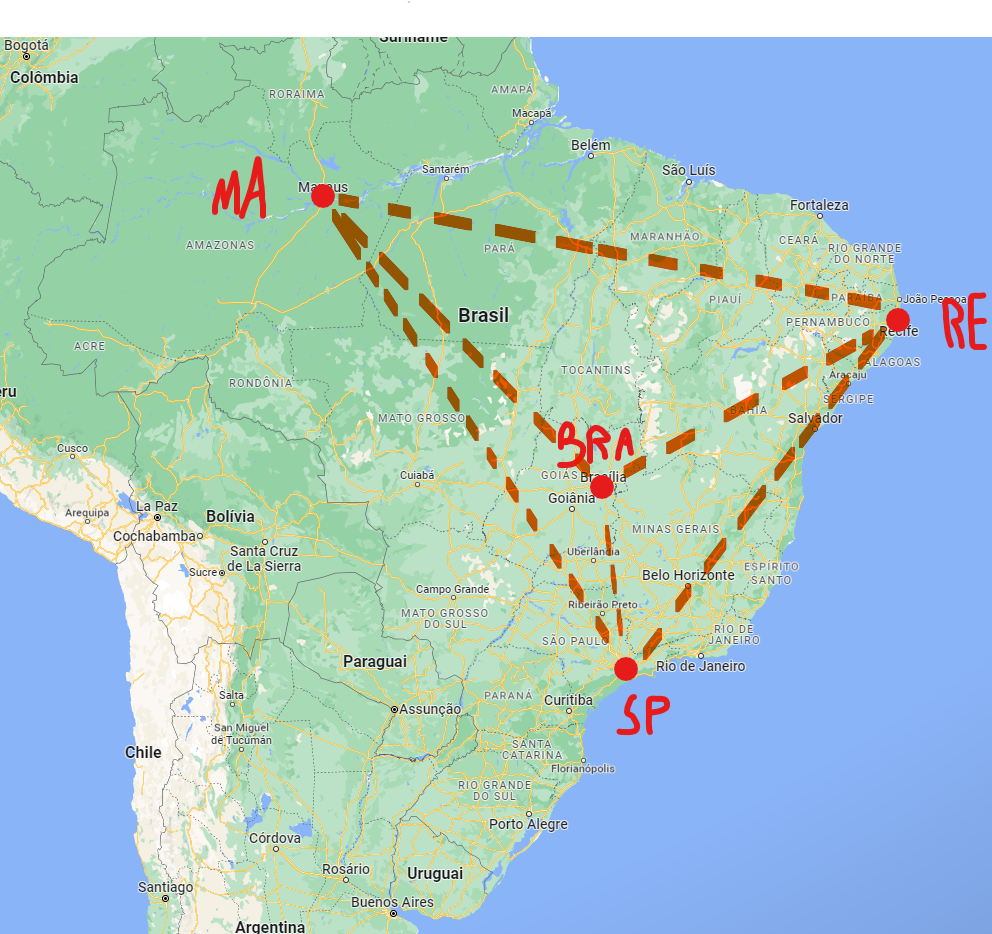 Suriname
Bogotá
Colômbia
RORAIMA
AMAPÁ
Macapá
Belém
Santarém
São Luís
MA
Manaus
Fortaleza
AMAZONAS
PARÁ
MARANHÃO
CEARÁ
RIO GRANDE
DO NORTE
PIAUÍ
PARAÍBA
João Pessoa
RE
Brasil
PERNAMBUCO
Recife
ACRE
ALAGOAS
TOCANTINS
Aracaju
RONDÔNIA
eru
SERGIPE
MATO GROSSO
BAHIA
Salvador
BRA
Cusco
Cuiabá
GOIÁS
Brasília
Goiânia
La Paz
Arequipa
Bolívia
MINAS GERAIS
Cochabamba
Santa Cruz
de La Sierra
Uberlândia
Sucre
Belo Horizonte
ESPÍRITO
SANTO
Campo Grande
Ribeirão Preto
MATO GROSSO
DO SUL
RIO DE
JANEIRO
SÃO PAULO
Paraguai
Rio de Janeiro
Salta
PARANÁ
Curitiba
SP
Assunção
San Miguel
de Tucumán
Chile
SANTA
CATARINA
Florianópolis
RIO GRANDE
DO SUL
Porto Alegre
Córdova
Rosário
Uruguai
Santiago
Buenos Aires
Argentina